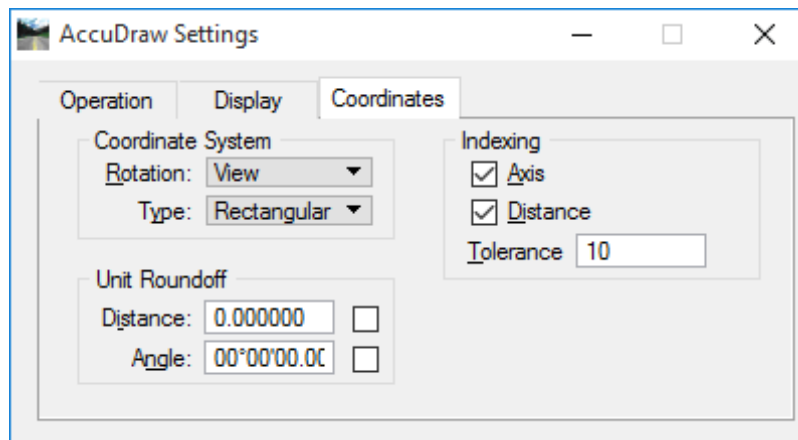 AccuDraw Settings
Operation Display Coordinates
Coordinate System
Rotation: View
Type: Rectangular
Indexing
Axis
Distance
Tolerance 10
Unit Roundoff
Distance: 0.000000
Angle: 00°00'00.00